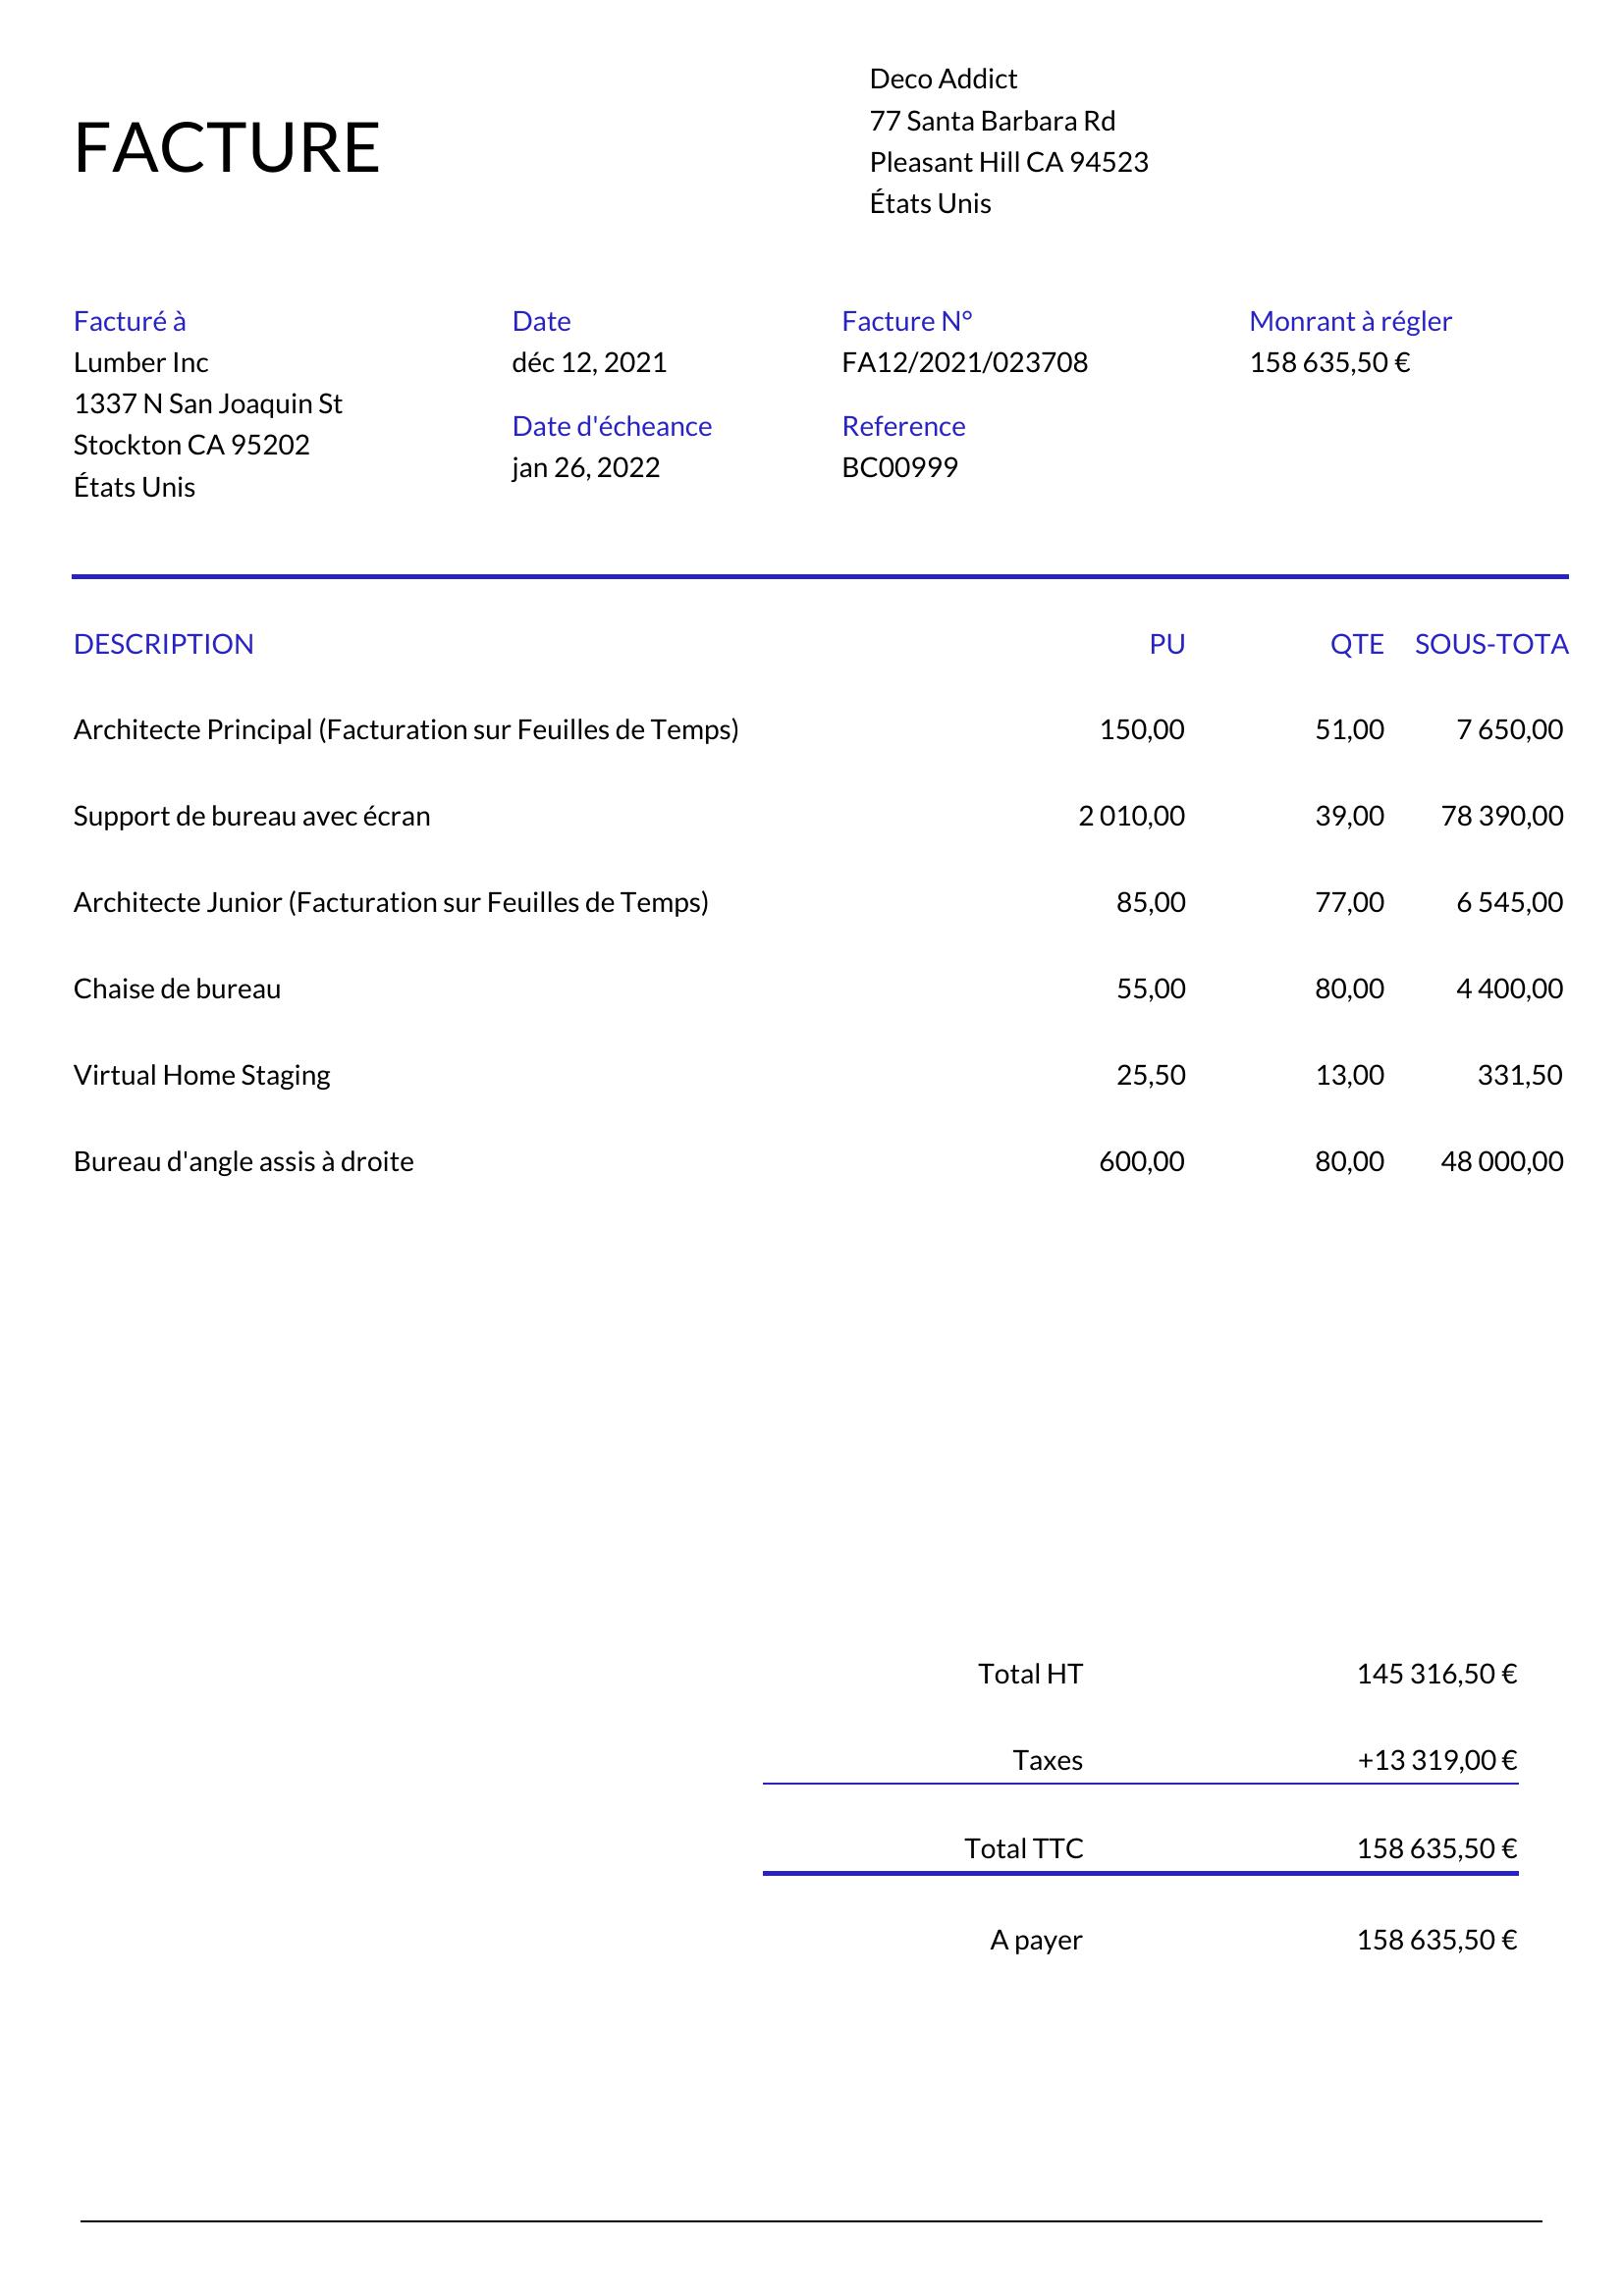 Deco Addict
77 Santa Barbara Rd
FACTURE
Pleasant Hill CA 94523
États Unis
Facturé à Date Facture N° Monrant à régler
Lumber Inc déc 12, 2021 FA12/2021/023708 158 635,50 €
1337 N San Joaquin St
Date d'écheance Reference
Stockton CA 95202
jan 26, 2022 BC00999
États Unis
DESCRIPTION PU QTE SOUS-TOTA
Architecte Principal (Facturation sur Feuilles de Temps) 150,00 51,00 7 650,00
Support de bureau avec écran 2 010,00 39,00 78 390,00
Architecte Junior (Facturation sur Feuilles de Temps) 85,00 77,00 6 545,00
Chaise de bureau 55,00 80,00 4 400,00
Virtual Home Staging 25,50 13,00 331,50
Bureau d'angle assis à droite 600,00 80,00 48 000,00
Total HT 145 316,50 €
Taxes +13 319,00 €
Total TTC 158 635,50 €
A payer 158 635,50 €